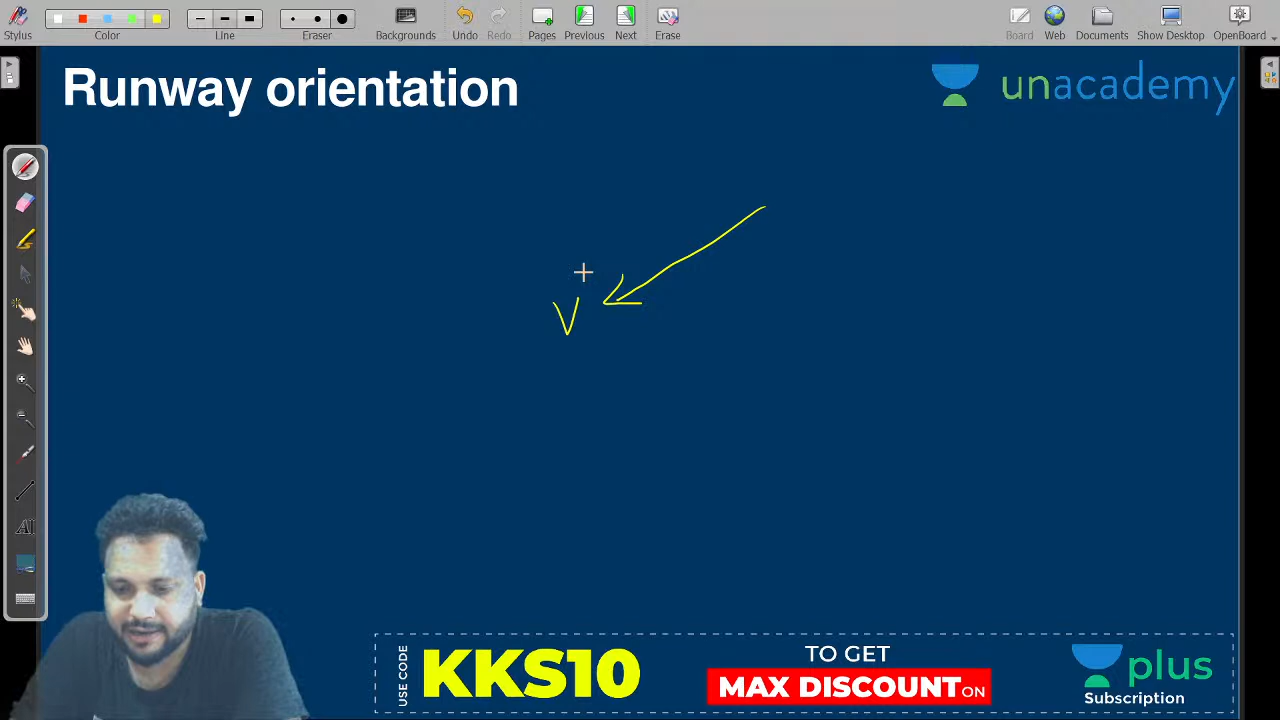 Stylus Color Line Eraser Backgrounds Undo Redo Pages Previous Next Erase Board Web Documents Show Desktop OpenBoard
Runway orientation
unacademy
V
USE CODE
KKS10
TO GET
MAX DISCOUNT ON
plus
Subscription